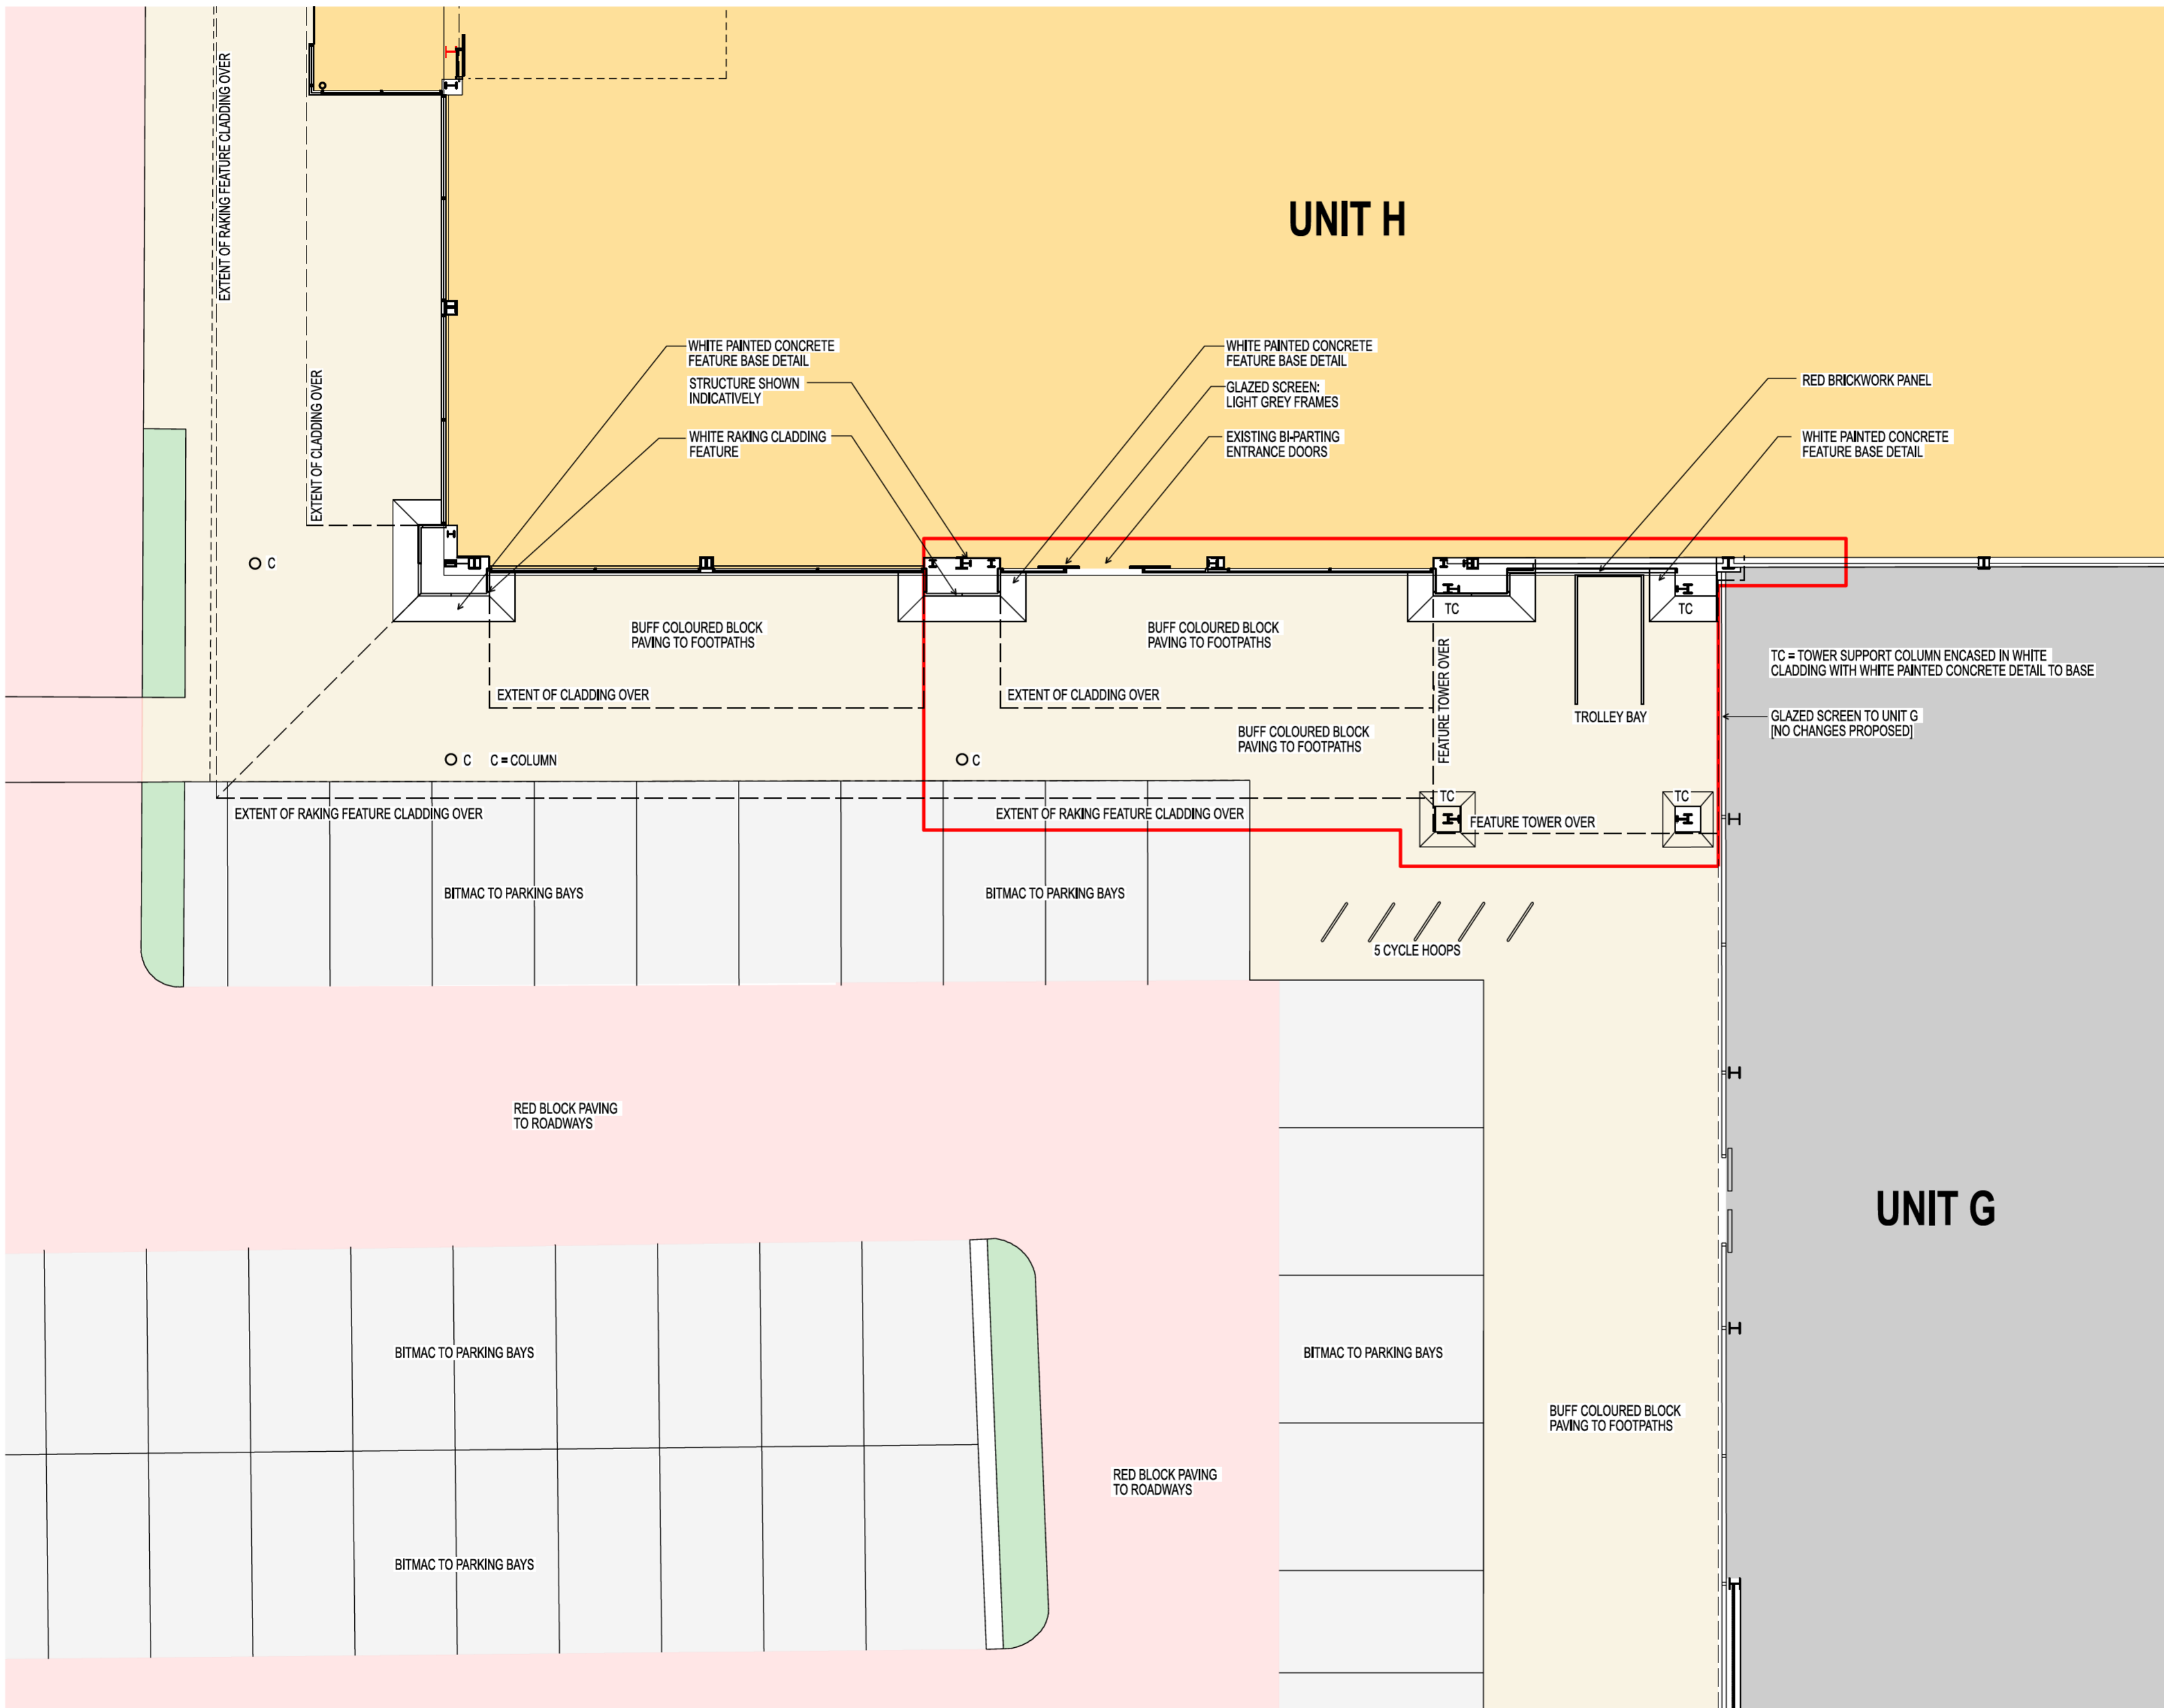 EXTENT OF RAKING FEATURE CLADDING OVER
UNIT H
EXTENT OF CLADDING OVER
WHITE PAINTED CONCRETE
FEATURE BASE DETAIL
STRUCTURE SHOWN
INDICATIVELY
WHITE RAKING CLADDING
FEATURE
WHITE PAINTED CONCRETE
FEATURE BASE DETAIL
GLAZED SCREEN:
LIGHT GREY FRAMES
EXISTING BI-PARTING
ENTRANCE DOORS
RED BRICKWORK PANEL
WHITE PAINTED CONCRETE
FEATURE BASE DETAIL
C
TC
TC
BUFF COLOURED BLOCK
PAVING TO FOOTPATHS
BUFF COLOURED BLOCK
PAVING TO FOOTPATHS
TC = TOWER SUPPORT COLUMN ENCASED IN WHITE
CLADDING WITH WHITE PAINTED CONCRETE DETAIL TO BASE
EXTENT OF CLADDING OVER
EXTENT OF CLADDING OVER
FEATURE TOWER OVER
TROLLEY BAY
GLAZED SCREEN TO UNIT G
[NO CHANGES PROPOSED]
BUFF COLOURED BLOCK
PAVING TO FOOTPATHS
C
C = COLUMN
C
TC
TC
EXTENT OF RAKING FEATURE CLADDING OVER
EXTENT OF RAKING FEATURE CLADDING OVER
FEATURE TOWER OVER
BITMAC TO PARKING BAYS
BITMAC TO PARKING BAYS
5 CYCLE HOOPS
RED BLOCK PAVING
TO ROADWAYS
UNIT G
BITMAC TO PARKING BAYS
BITMAC TO PARKING BAYS
BUFF COLOURED BLOCK
PAVING TO FOOTPATHS
RED BLOCK PAVING
TO ROADWAYS
BITMAC TO PARKING BAYS